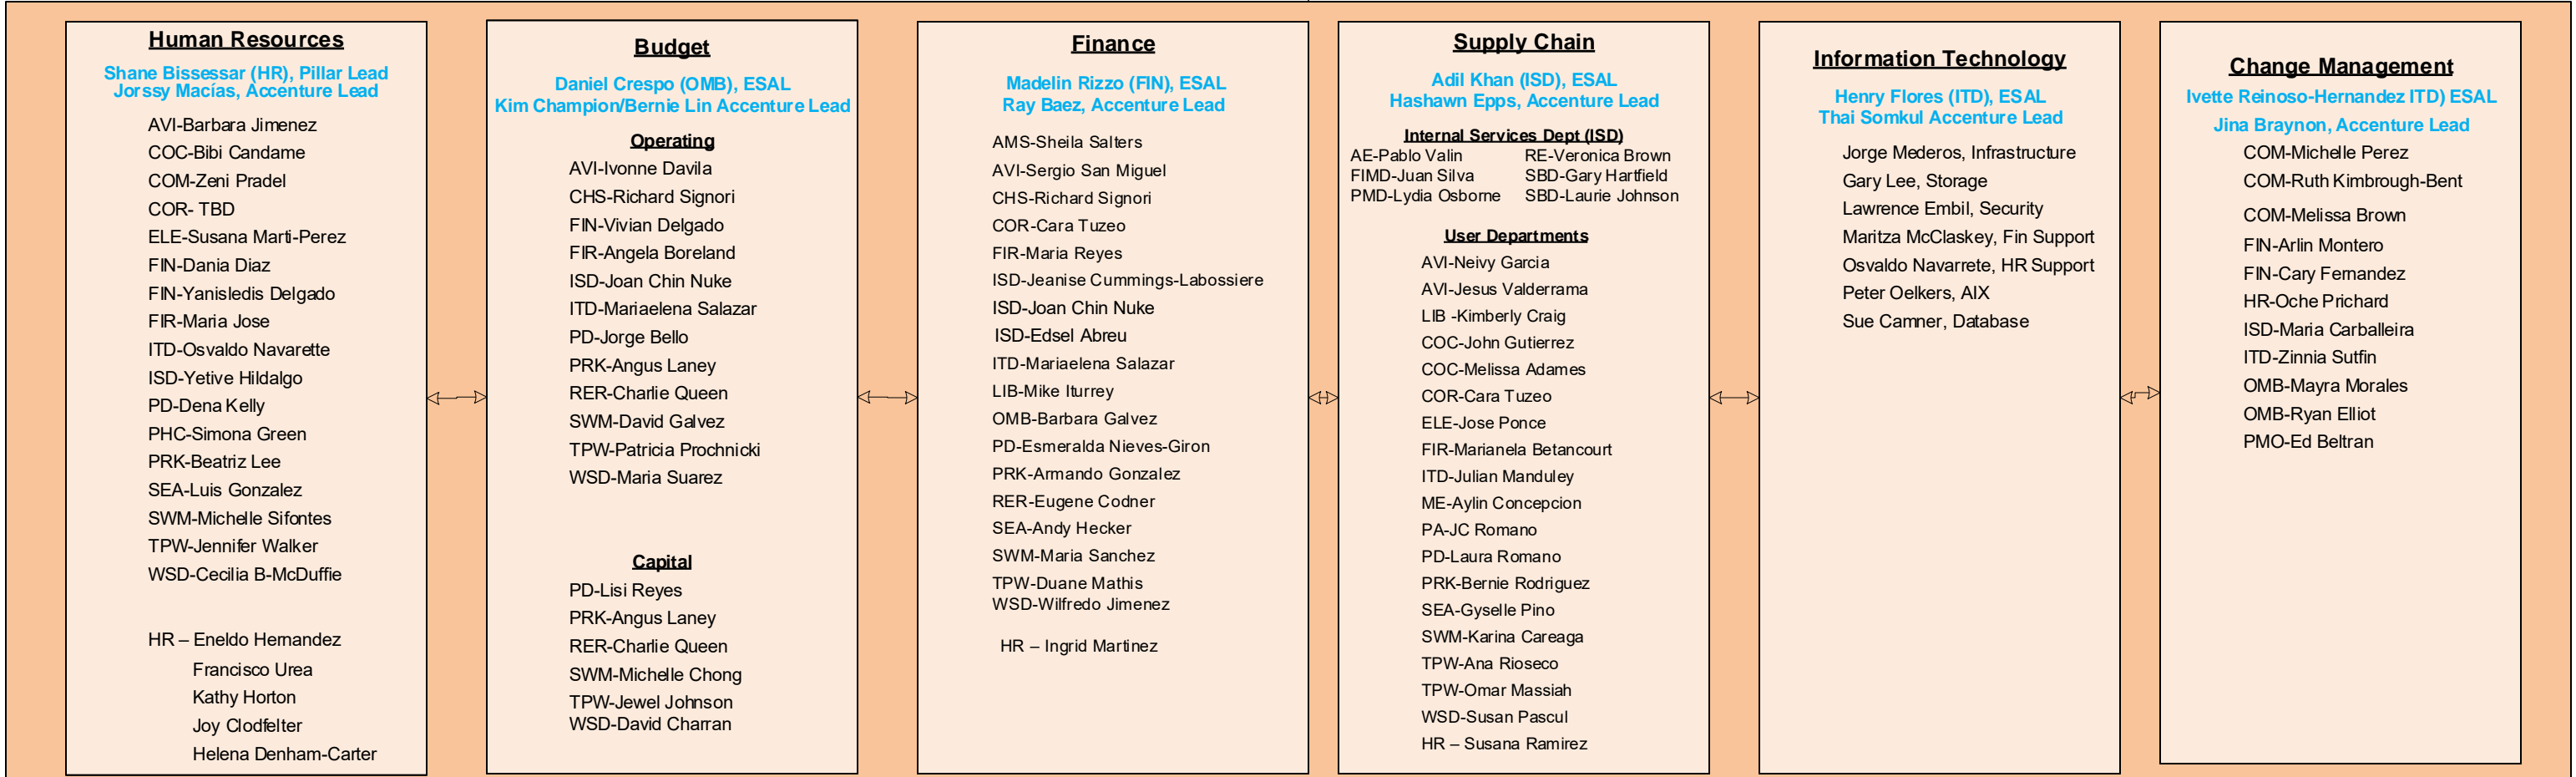 Human Resources
Shane Bissessar (HR), Pillar Lead
Jorssy Macías, Accenture Lead
AVI-Barbara Jimenez
COC-Bibi Candame
COM-Zeni Pradel
COR- TBD
ELE-Susana Marti-Perez
FIN-Dania Diaz
FIN-Yanisledis Delgado
FIR-Maria Jose
ITD-Osvaldo Navarette
ISD-Yetive Hildalgo
PD-Dena Kelly
PHC-Simona Green
PRK-Beatriz Lee
SEA-Luis Gonzalez
SWM-Michelle Sifontes
TPW-Jennifer Walker
WSD-Cecilia B-McDuffie
HR – Eneldo Hernandez
Francisco Urea
Kathy Horton
Joy Clodfelter
Helena Denham-Carter
Budget
Daniel Crespo (OMB), ESAL
Kim Champion/Bernie Lin Accenture Lead
Operating
AVI-Ivonne Davila
CHS-Richard Signori
FIN-Vivian Delgado
FIR-Angela Boreland
ISD-Joan Chin Nuke
ITD-Mariaelena Salazar
PD-Jorge Bello
PRK-Angus Laney
RER-Charlie Queen
SWM-David Galvez
TPW-Patricia Prochnicki
WSD-Maria Suarez
Capital
PD-Lisi Reyes
PRK-Angus Laney
RER-Charlie Queen
SWM-Michelle Chong
TPW-Jewel Johnson
WSD-David Charran
Finance
Madelin Rizzo (FIN), ESAL
Ray Baez, Accenture Lead
AMS-Sheila Salters
AVI-Sergio San Miguel
CHS-Richard Signori
COR-Cara Tuzeo
FIR-Maria Reyes
ISD-Jeanise Cummings-Labossiere
ISD-Joan Chin Nuke
ISD-Edsel Abreu
ITD-Mariaelena Salazar
LIB-Mike Iturrey
OMB-Barbara Galvez
PD-Esmeralda Nieves-Giron
PRK-Armando Gonzalez
RER-Eugene Codner
SEA-Andy Hecker
SWM-Maria Sanchez
TPW-Duane Mathis
WSD-Wilfredo Jimenez
HR – Ingrid Martinez
Supply Chain
Adil Khan (ISD), ESAL
Hashawn Epps, Accenture Lead
Internal Services Dept (ISD)
AE-Pablo Valin RE-Veronica Brown
FIMD-Juan Silva SBD-Gary Hartfield
PMD-Lydia Osborne SBD-Laurie Johnson
User Departments
AVI-Neivy Garcia
AVI-Jesus Valderrama
LIB -Kimberly Craig
COC-John Gutierrez
COC-Melissa Adames
COR-Cara Tuzeo
ELE-Jose Ponce
FIR-Marianela Betancourt
ITD-Julian Manduley
ME-Aylin Concepcion
PA-JC Romano
PD-Laura Romano
PRK-Bernie Rodriguez
SEA-Gyselle Pino
SWM-Karina Careaga
TPW-Ana Rioseco
TPW-Omar Massiah
WSD-Susan Pascul
HR – Susana Ramirez
Information Technology
Henry Flores (ITD), ESAL
Thai Somkul Accenture Lead
Jorge Mederos, Infrastructure
Gary Lee, Storage
Lawrence Embil, Security
Maritza McClaskey, Fin Support
Osvaldo Navarrete, HR Support
Peter Oelkers, AIX
Sue Camner, Database
Change Management
Ivette Reinoso-Hernandez ITD) ESAL
Jina Braynon, Accenture Lead
COM-Michelle Perez
COM-Ruth Kimbrough-Bent
COM-Melissa Brown
FIN-Arlin Montero
FIN-Cary Fernandez
HR-Oche Prichard
ISD-Maria Carballeira
ITD-Zinnia Sutfin
OMB-Mayra Morales
OMB-Ryan Elliot
PMO-Ed Beltran